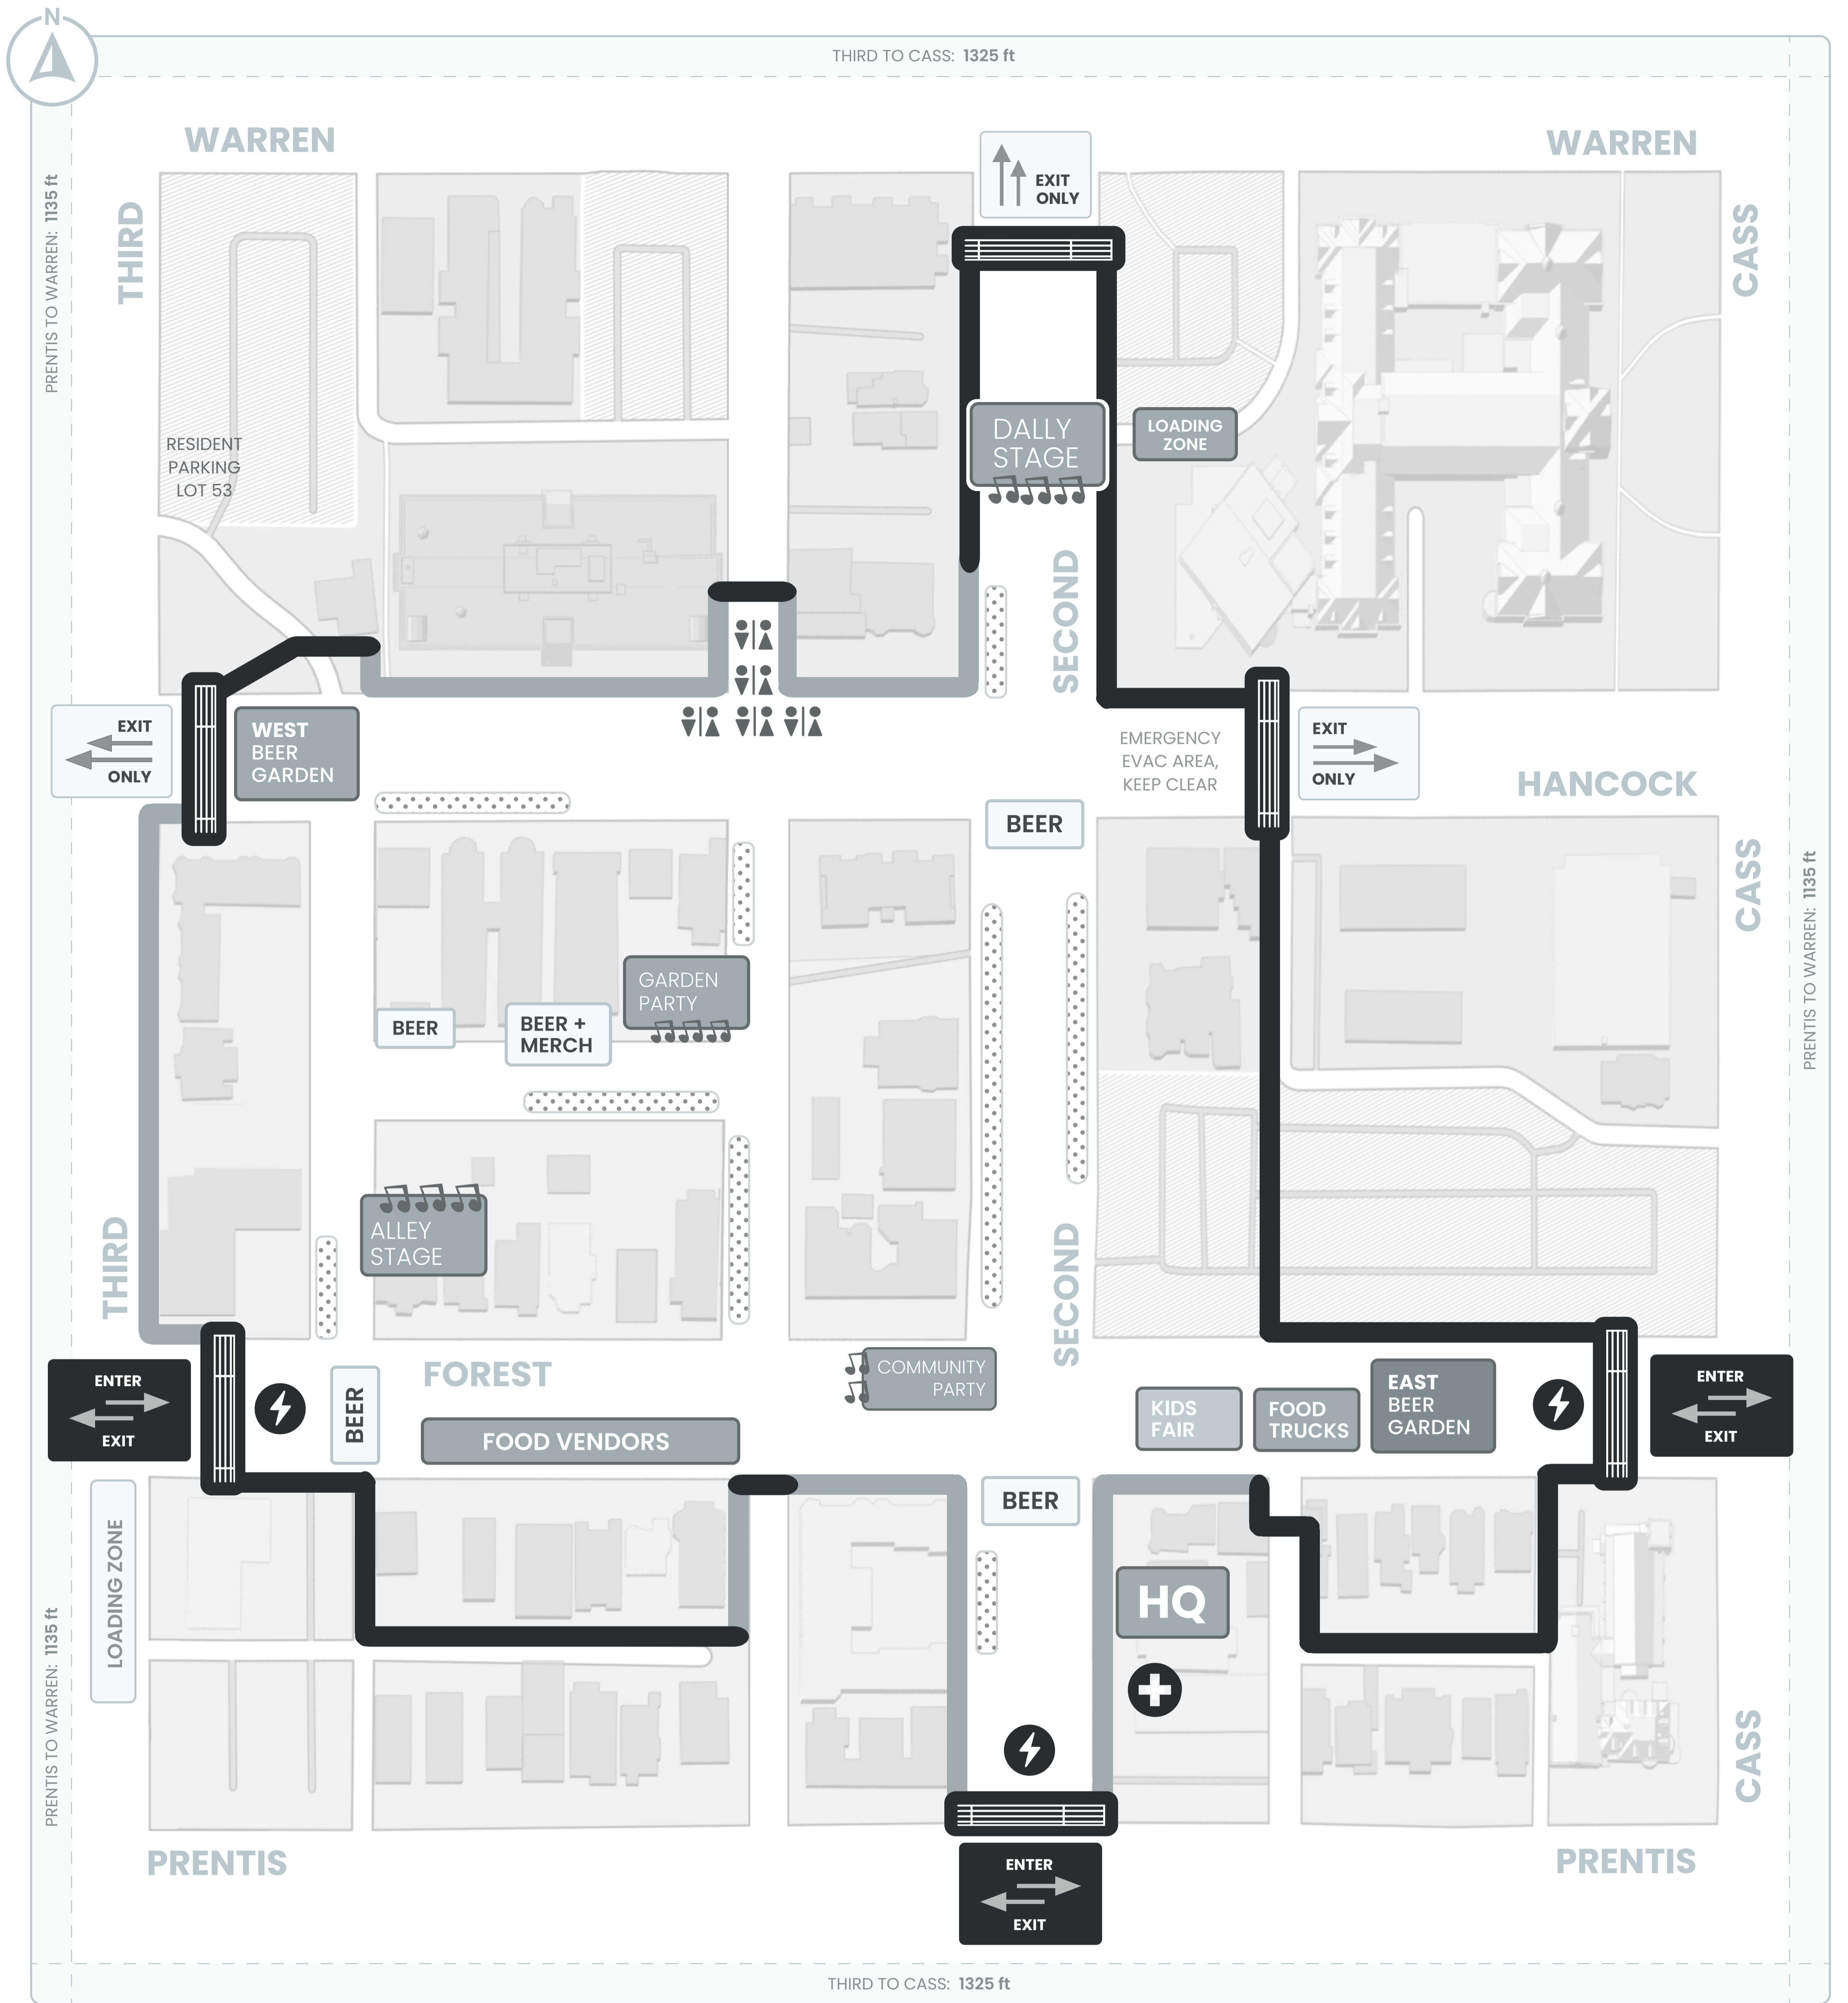 N
THIRD TO CASS: 1325 ft
WARREN
WARREN
EXIT
ONLY
THIRD
CASS
PRENTIS TO WARREN: 1135 ft
RESIDENT
PARKING
LOT 53
DALLY
STAGE
LOADING
ZONE
SECOND
EXIT
ONLY
WEST
BEER
GARDEN
EMERGENCY
EVAC AREA,
KEEP CLEAR
EXIT
ONLY
HANCOCK
BEER
CASS
PRENTIS TO WARREN: 1135 ft
GARDEN
PARTY
BEER
BEER +
MERCH
THIRD
ALLEY
STAGE
SECOND
FOREST
COMMUNITY
PARTY
ENTER
EXIT
BEER
FOOD VENDORS
KIDS
FAIR
FOOD
TRUCKS
EAST
BEER
GARDEN
ENTER
EXIT
LOADING ZONE
BEER
HQ
PRENTIS TO WARREN: 1135 ft
CASS
PRENTIS
PRENTIS
ENTER
EXIT
THIRD TO CASS: 1325 ft